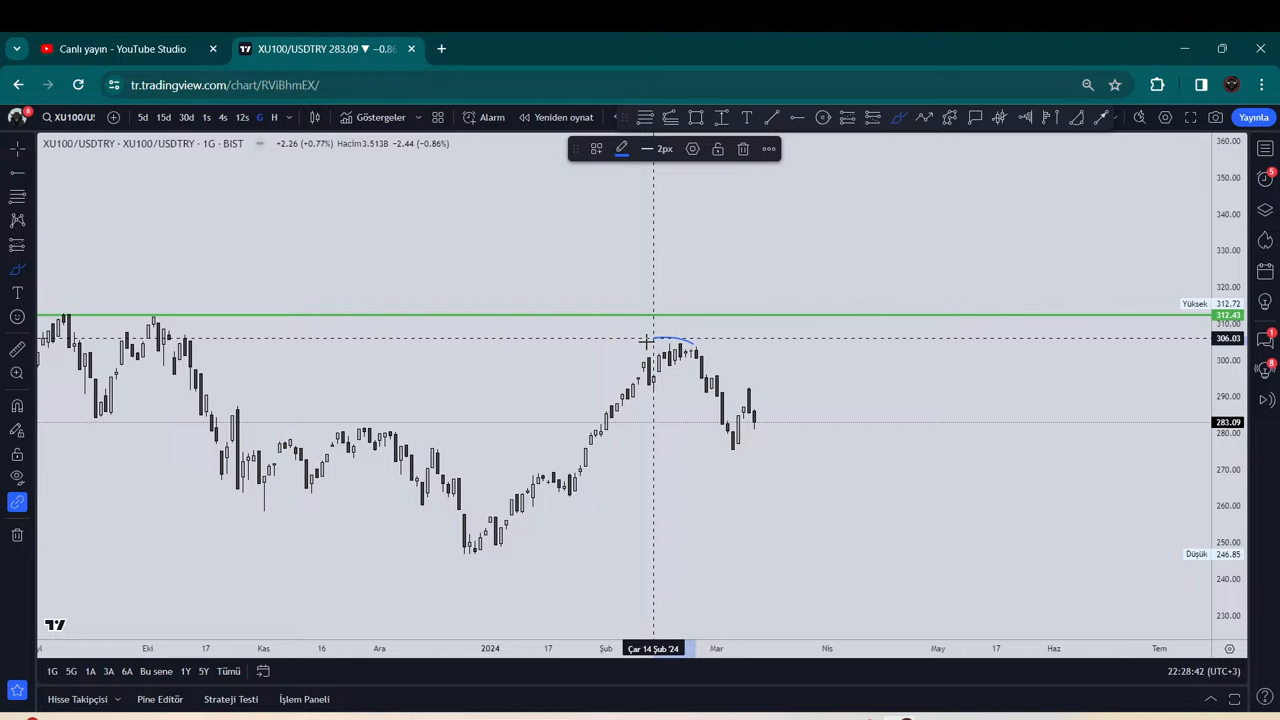 Canlı yayın - YouTube Studio
XU100/USDTRY 283.09 ▼ −0.86
tr.tradingview.com/chart/RViBhmEX/
8
XU100/US
5d 15d 30d 1s 4s 12s G H
Göstergeler
Alarm
Yeniden oynat
Yayınla
XU100/USDTRY · XU100/USDTRY · 1G · BIST
+2.26 (+0.77%) Hacim3.513B −2.44 (−0.86%)
2px
5
8
360.00
350.00
340.00
330.00
320.00
Yüksek 312.72
312.43
310.00
306.03
300.00
290.00
283.09
280.00
270.00
260.00
250.00
Düşük 246.85
240.00
230.00
Eki 17 Kas 16 Ara 2024 17 Şub Çar 14 Şub '24 Mar Nis May 17 Haz Tem
1G 5G 1A 3A 6A Bu sene 1Y 5Y Tümü
22:28:42 (UTC+3)
Hisse Takipçisi Pine Editör Strateji Testi İşlem Paneli